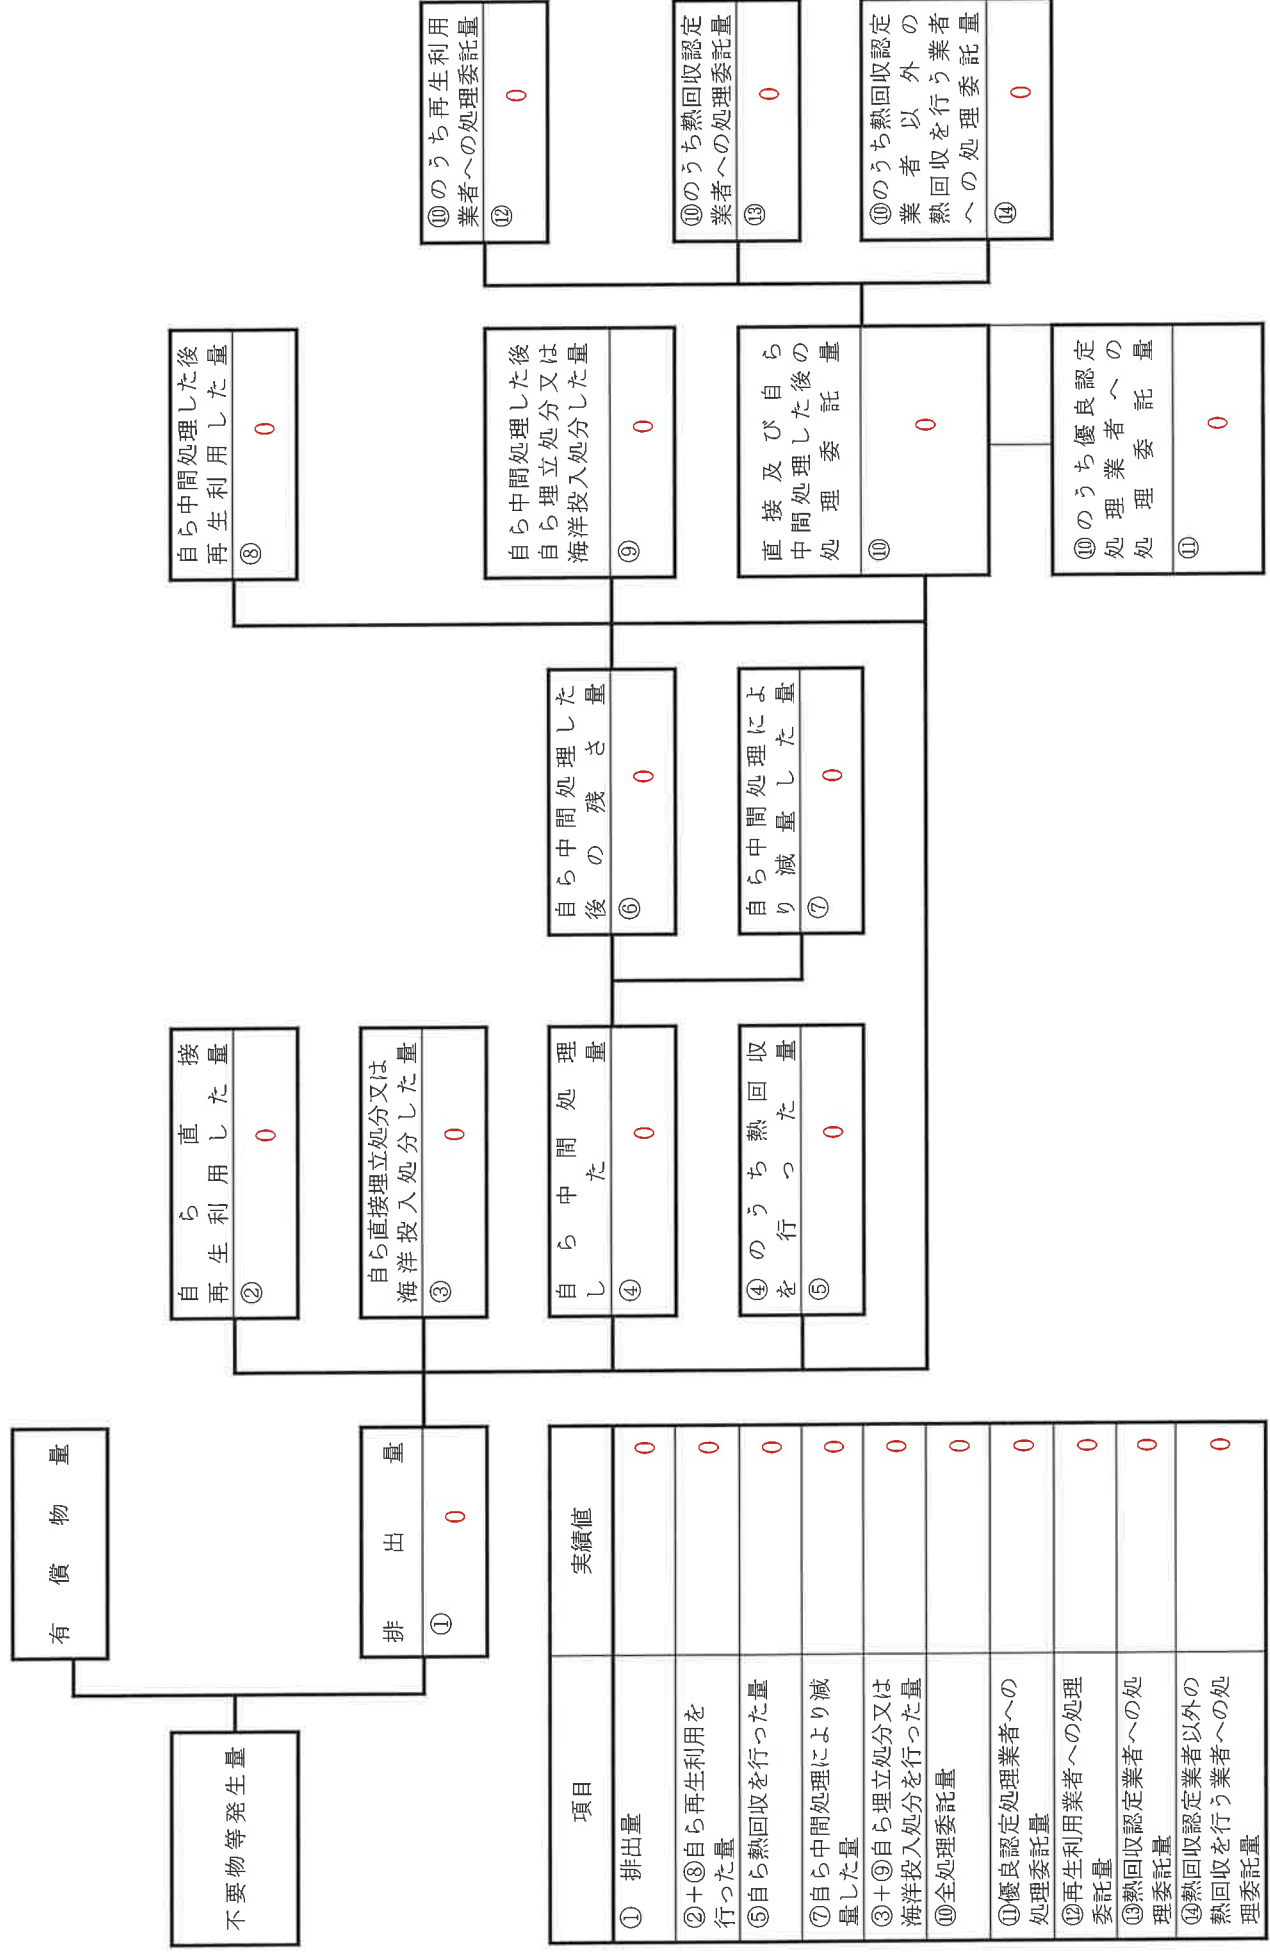 不要物等発生量
有償物量
排出量
①
0
自ら直接
再生利用した量
②
0
自ら直接埋立処分又は
海洋投入処分した量
③
0
自ら中間処理
した量
④
0
④のうち熱回収
を行った量
⑤
0
自ら中間処理した
後の残さ量
⑥
0
自ら中間処理によ
り減量した量
⑦
0
自ら中間処理した後
再生利用した量
⑧
0
自ら中間処理した後
自ら埋立処分又は
海洋投入処分した量
⑨
0
直接及び自ら
中間処理した後の
処理委託量
⑩
0
⑩のうち優良認定
処理業者への
処理委託量
⑪
0
⑩のうち再生利用
業者への処理委託量
⑫
0
⑩のうち熱回収認定
業者への処理委託量
⑬
0
⑩のうち熱回収認定
業者以外の
熱回収を行う業者
への処理委託量
⑭
0
項目 実績値
① 排出量 0
②+⑧自ら再生利用を
行った量 0
⑤自ら熱回収を行った量 0
⑦自ら中間処理により減
量した量 0
③+⑨自ら埋立処分又は
海洋投入処分を行った量 0
⑩全処理委託量 0
⑪優良認定処理業者への
処理委託量 0
⑫再生利用業者への処理
委託量 0
⑬熱回収認定業者への処
理委託量 0
⑭熱回収認定業者以外の
熱回収を行う業者への処
理委託量 0